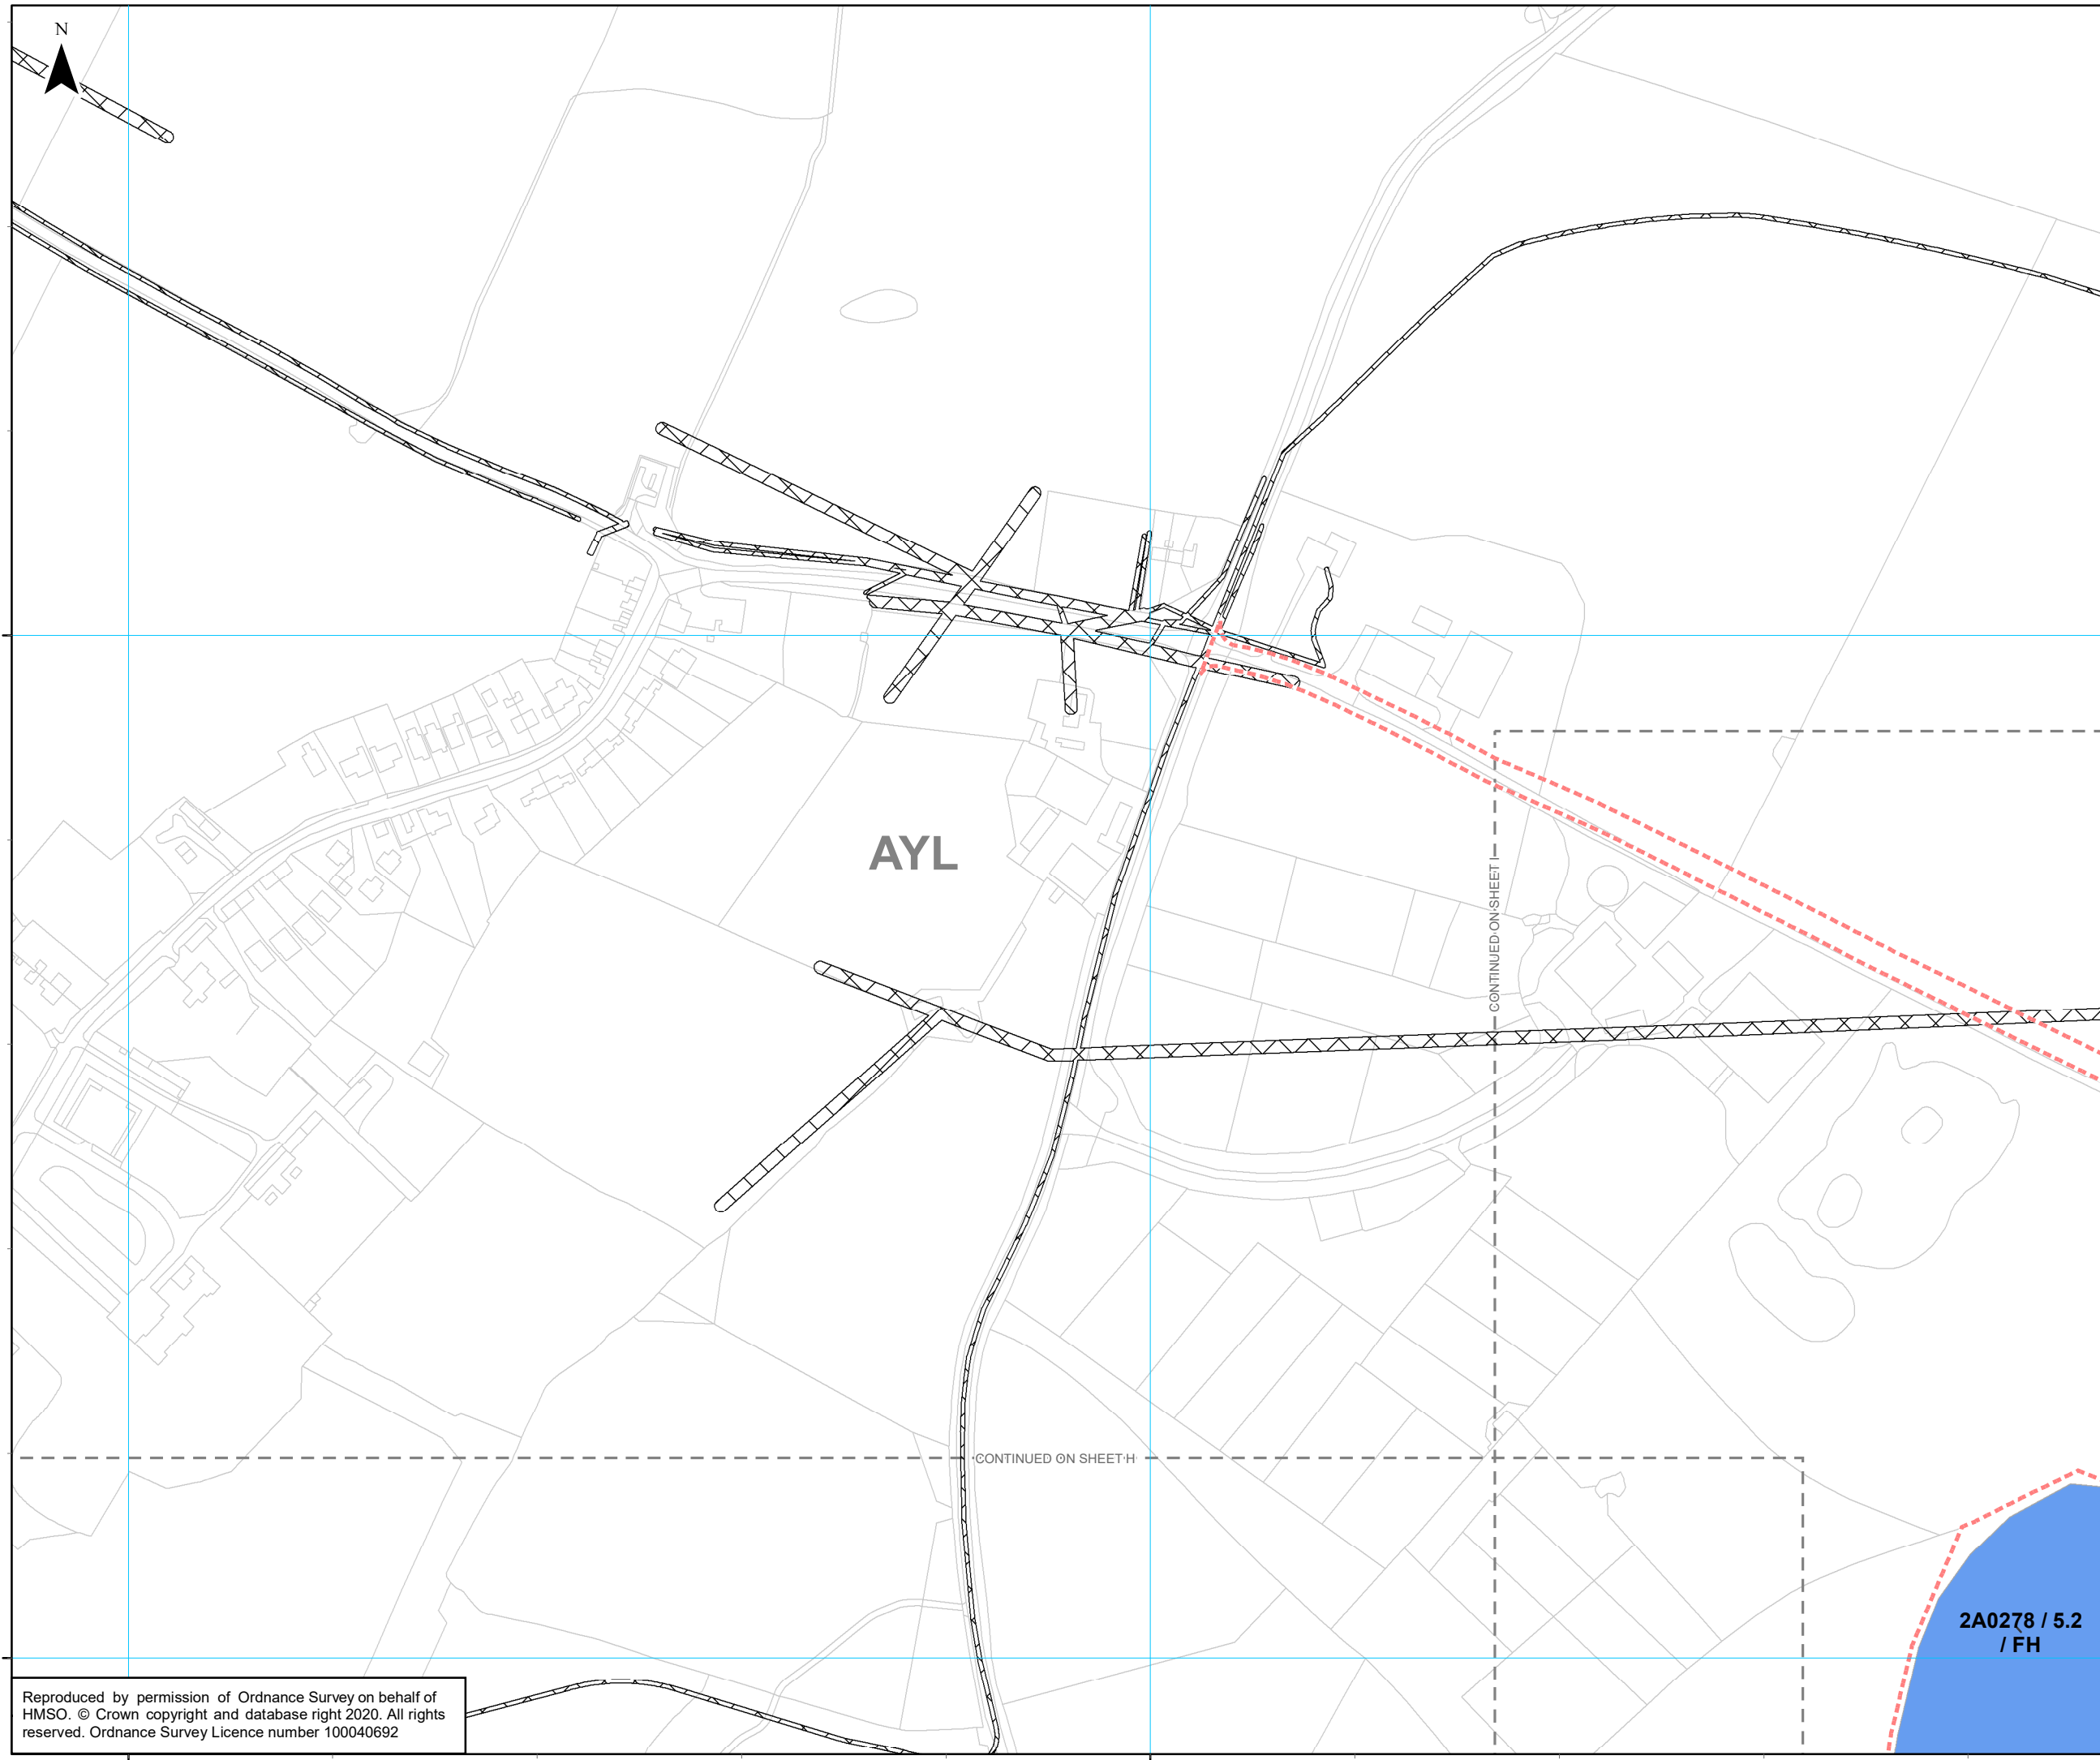 N
AYL
CONTINUED ON SHEET I
CONTINUED ON SHEET H
2A0278 / 5.2
/ FH
Reproduced by permission of Ordnance Survey on behalf of
HMSO. © Crown copyright and database right 2020. All rights
reserved. Ordnance Survey Licence number 100040692